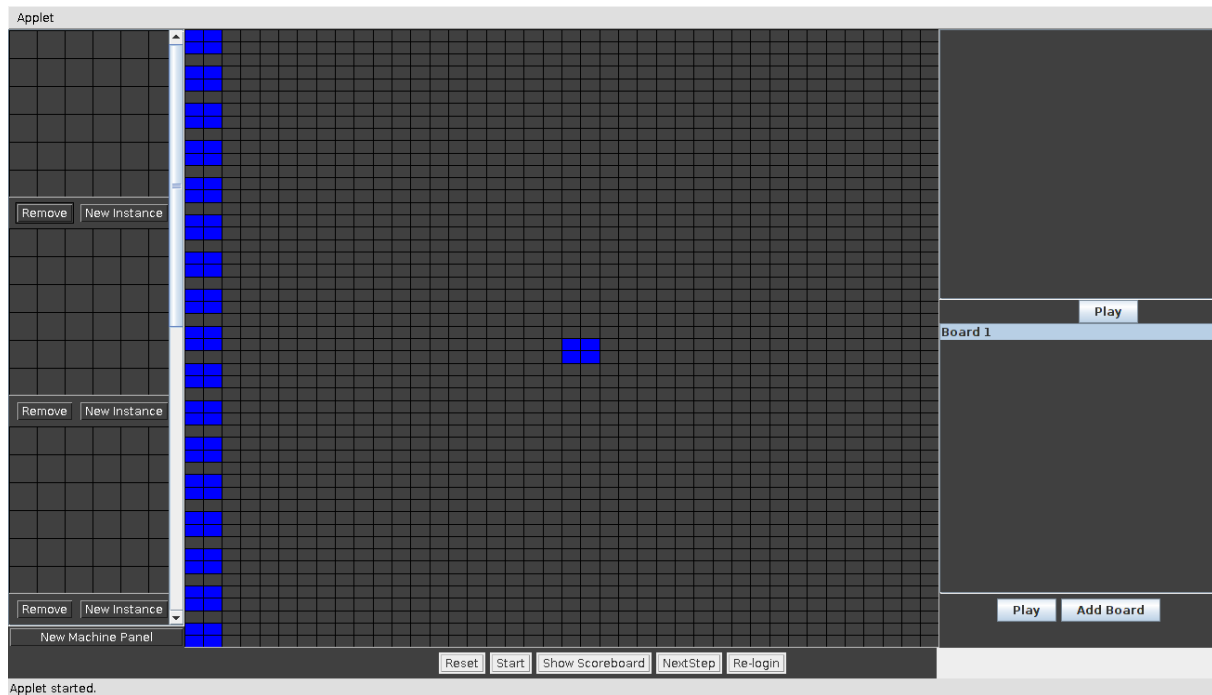 Applet
Remove New Instance
Play
Board 1
Remove New Instance
Remove New Instance
Play Add Board
New Machine Panel
Reset Start Show Scoreboard NextStep Re-login
Applet started.